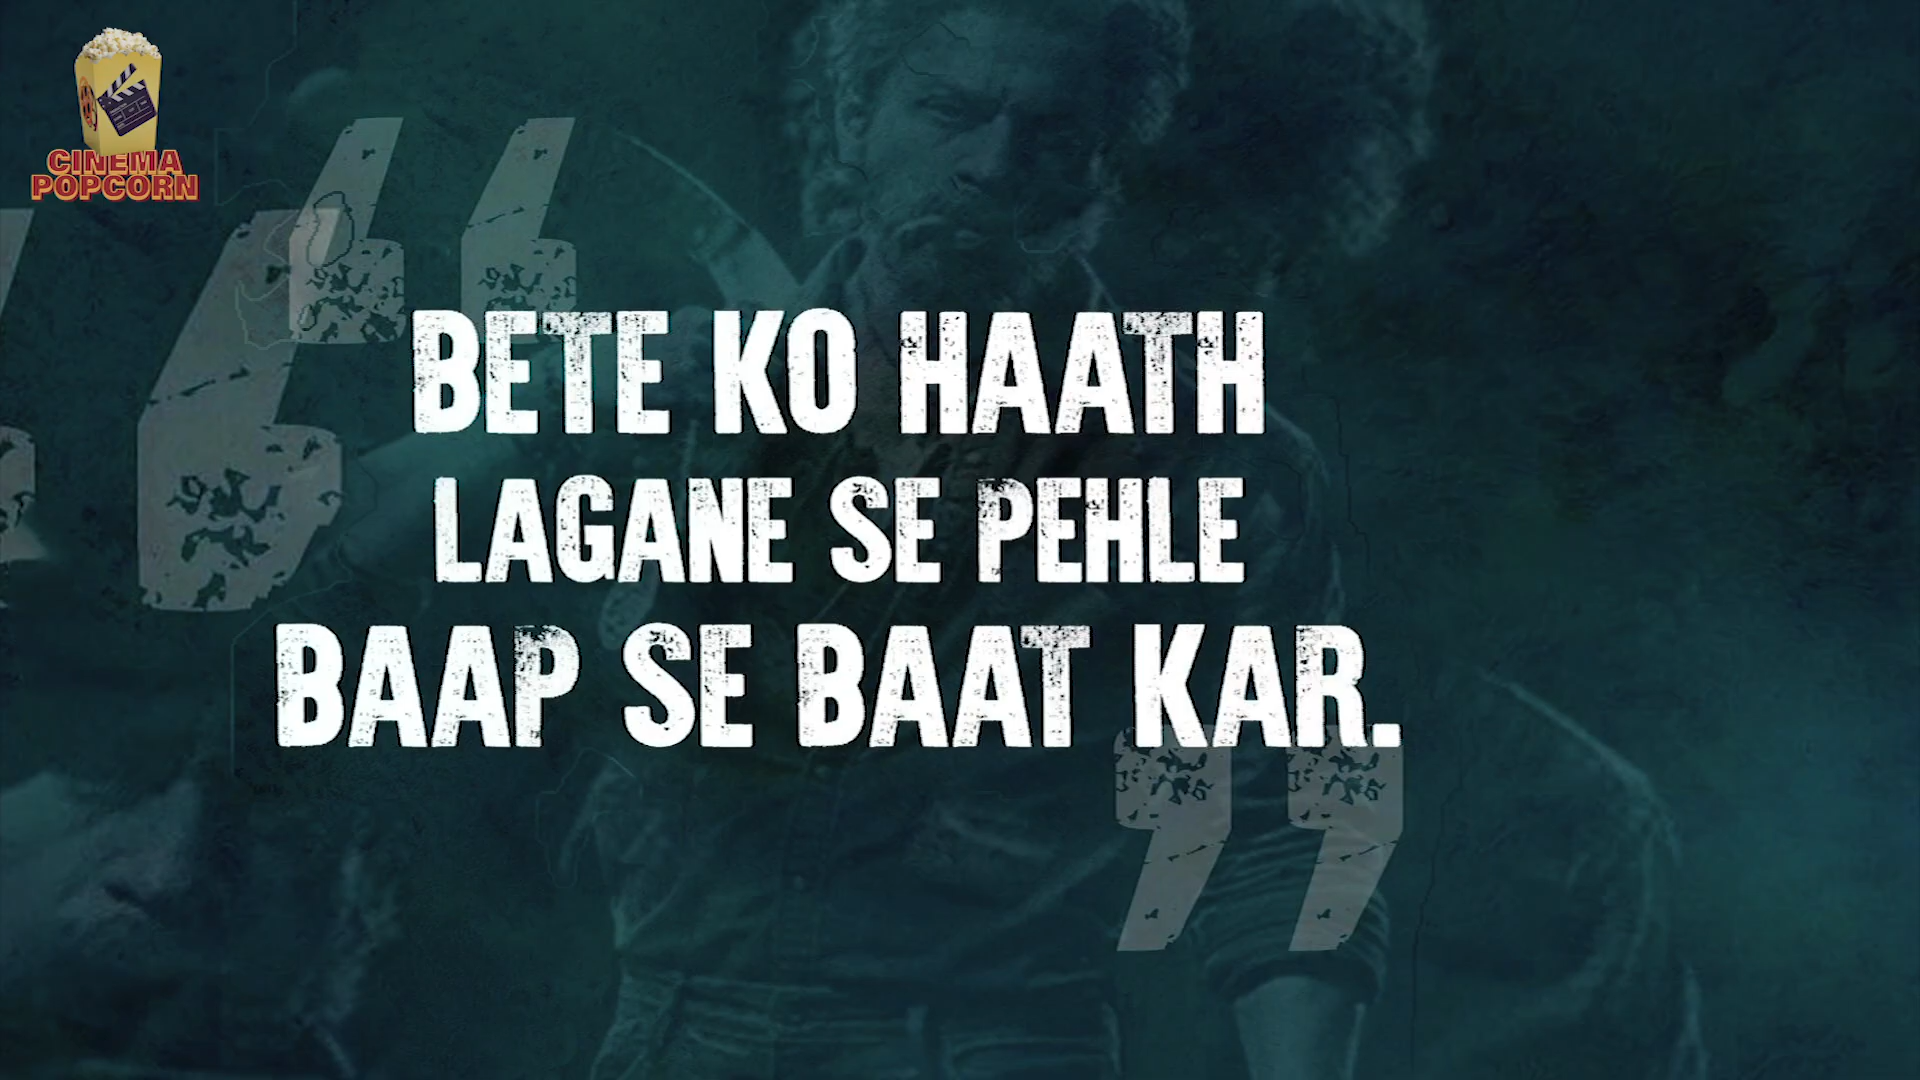 CINEMA
POPCORN
“
BETE KO HAATH
LAGANE SE PEHLE
BAAP SE BAAT KAR.
”